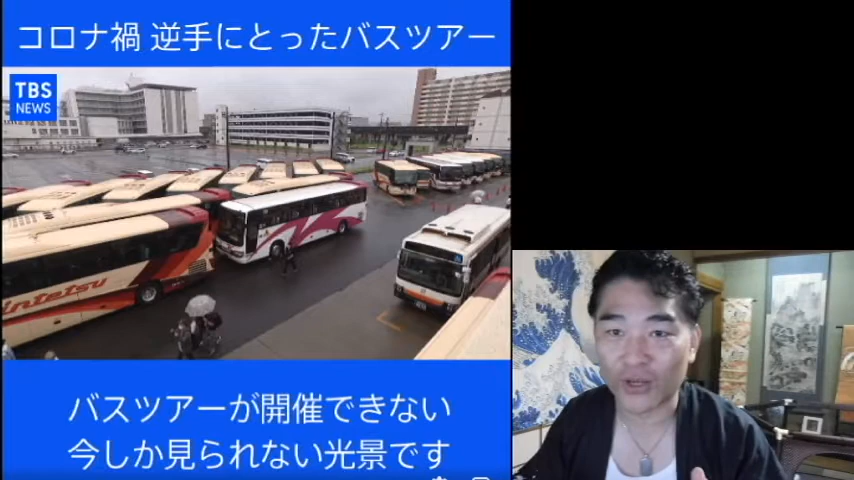 コロナ禍 逆手にとったバスツアー
TBS
NEWS
intetsu
バスツアーが開催できない
今しか見られない光景です